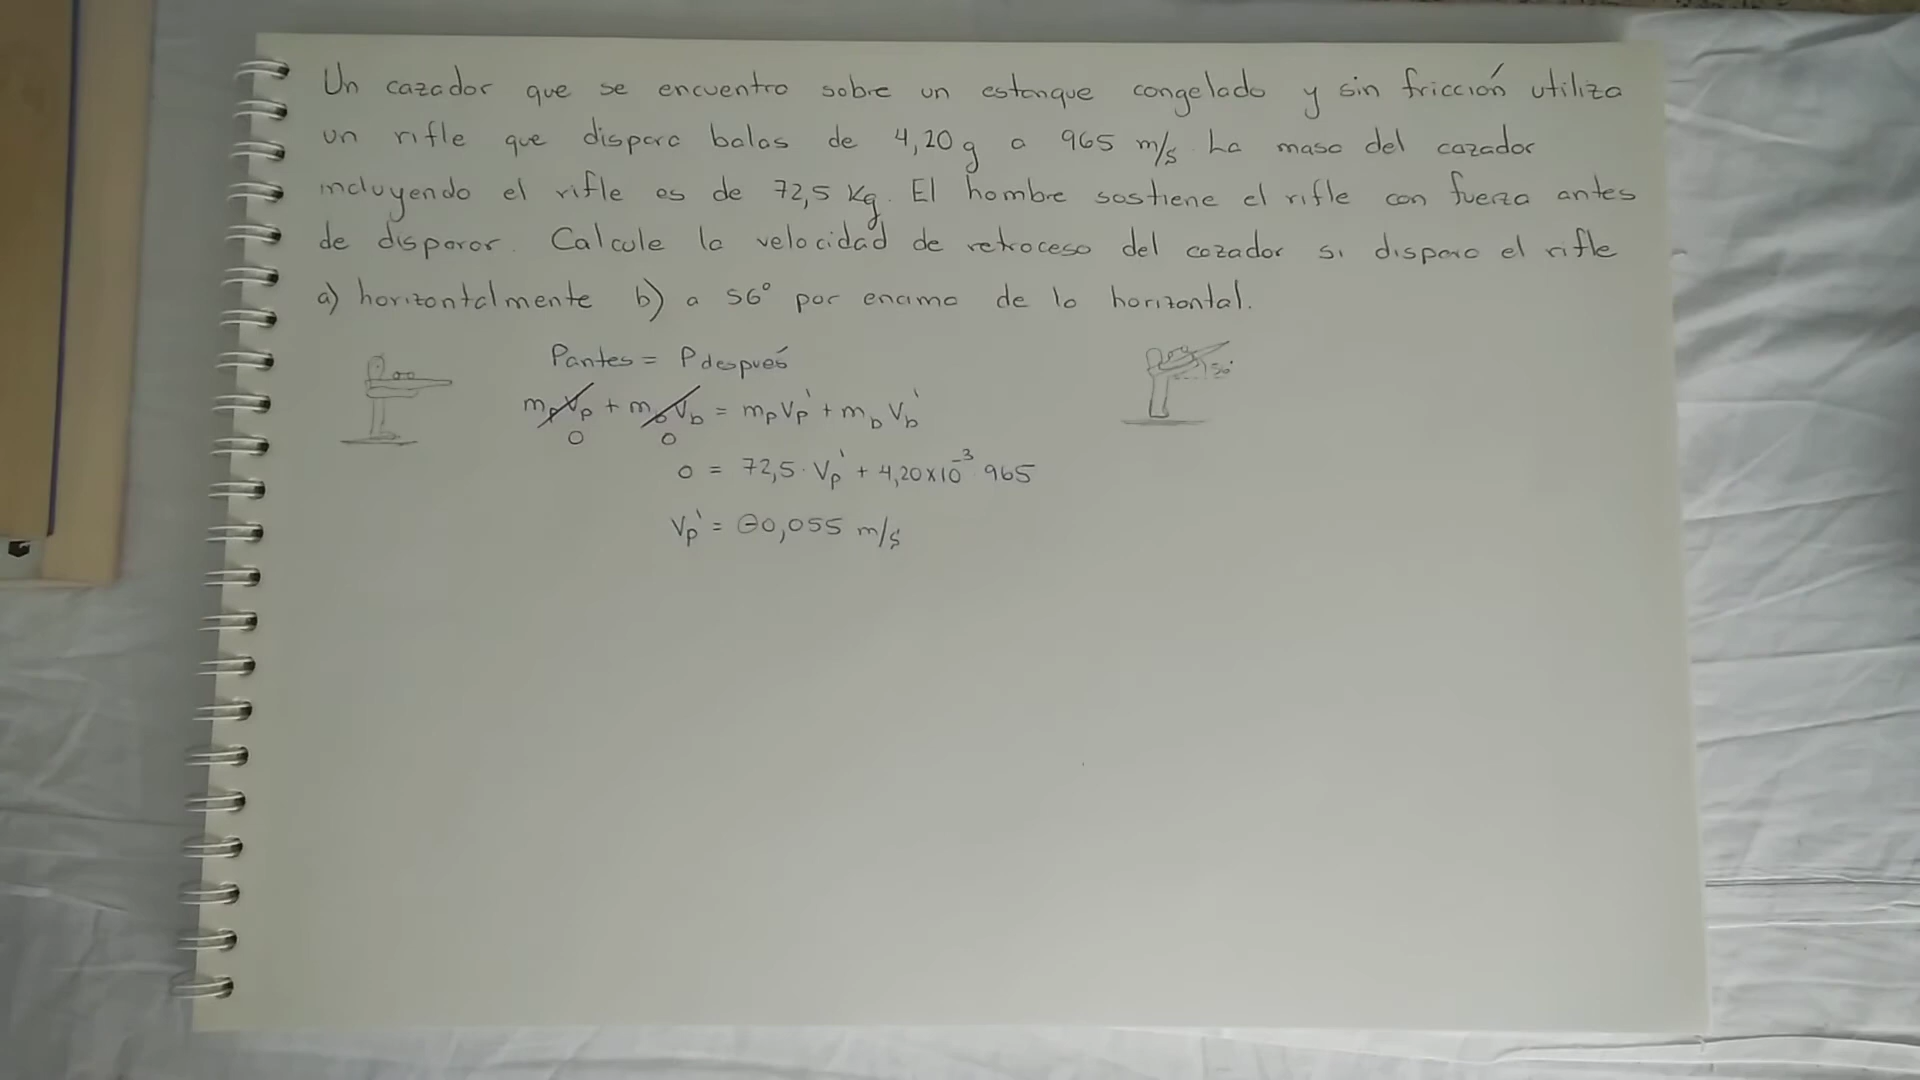 Un cazador que se encuentra sobre un estanque congelado y sin fricción utiliza
un rifle que dispara balas de 4,20 g a 965 m/s. La masa del cazador
incluyendo el rifle es de 72,5 Kg. El hombre sostiene el rifle con fuerza antes
de disparar. Calcule la velocidad de retroceso del cazador si dispara el rifle
a) horizontalmente b) a 56° por encima de la horizontal.
Pantes = Pdespués
mpVp + mbVb = mpVp' + mbVb'
0 0
0 = 72,5 · Vp' + 4,20x10⁻³ · 965
Vp' = -0,055 m/s
56°